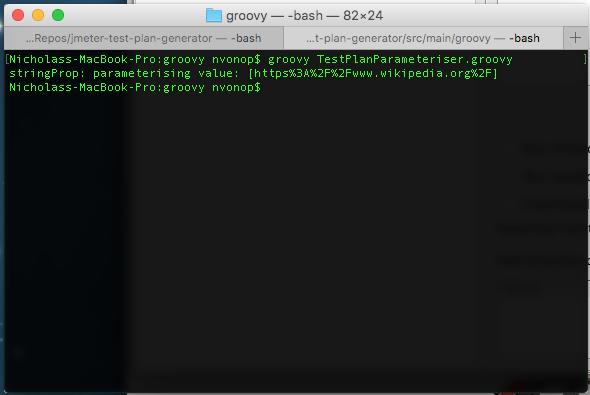 groovy — -bash — 82×24
...Repos/jmeter-test-plan-generator — -bash
...t-plan-generator/src/main/groovy — -bash
[Nicholass-MacBook-Pro:groovy nvonop$ groovy TestPlanParameteriser.groovy ]
stringProp: parameterising value: [https%3A%2F%2Fwww.wikipedia.org%2F]
Nicholass-MacBook-Pro:groovy nvonop$